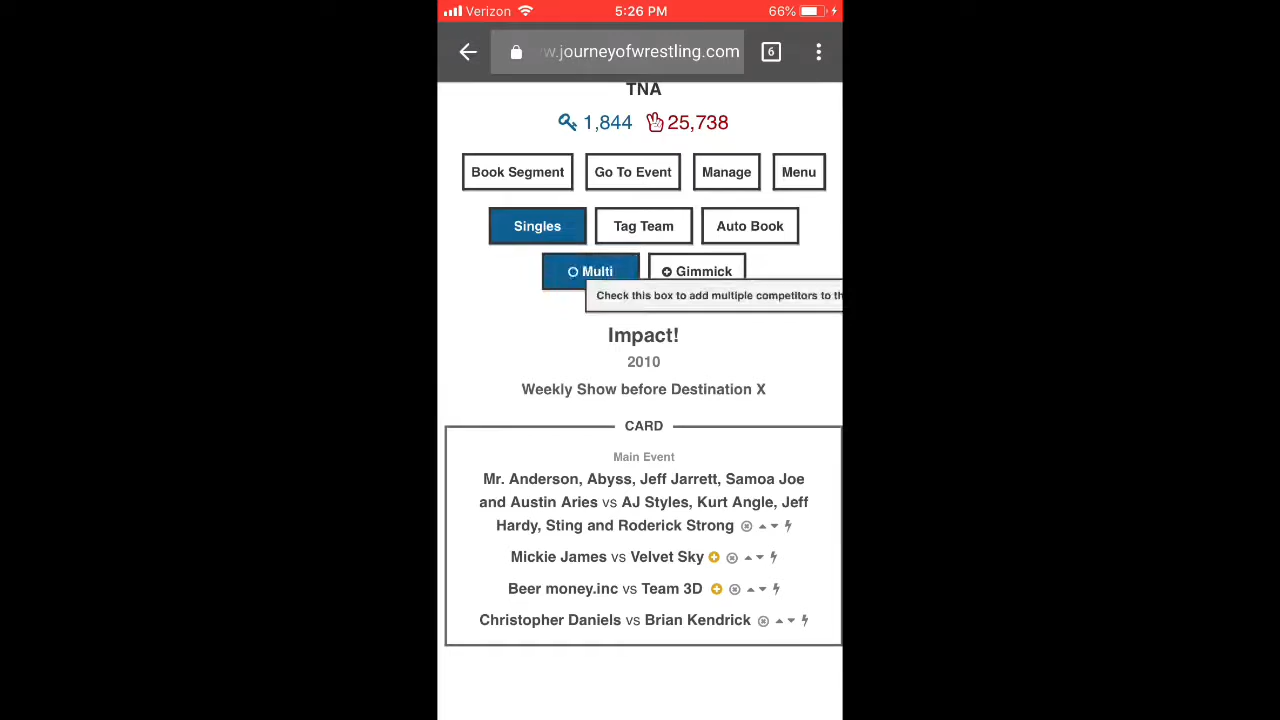 Verizon 5:26 PM 66%
w.journeyofwrestling.com 6
TNA
1,844 25,738
Book Segment Go To Event Manage Menu
Singles Tag Team Auto Book
Multi Gimmick
Check this box to add multiple competitors to th
Impact!
2010
Weekly Show before Destination X
CARD
Main Event
Mr. Anderson, Abyss, Jeff Jarrett, Samoa Joe
and Austin Aries vs AJ Styles, Kurt Angle, Jeff
Hardy, Sting and Roderick Strong
Mickie James vs Velvet Sky
Beer money.inc vs Team 3D
Christopher Daniels vs Brian Kendrick